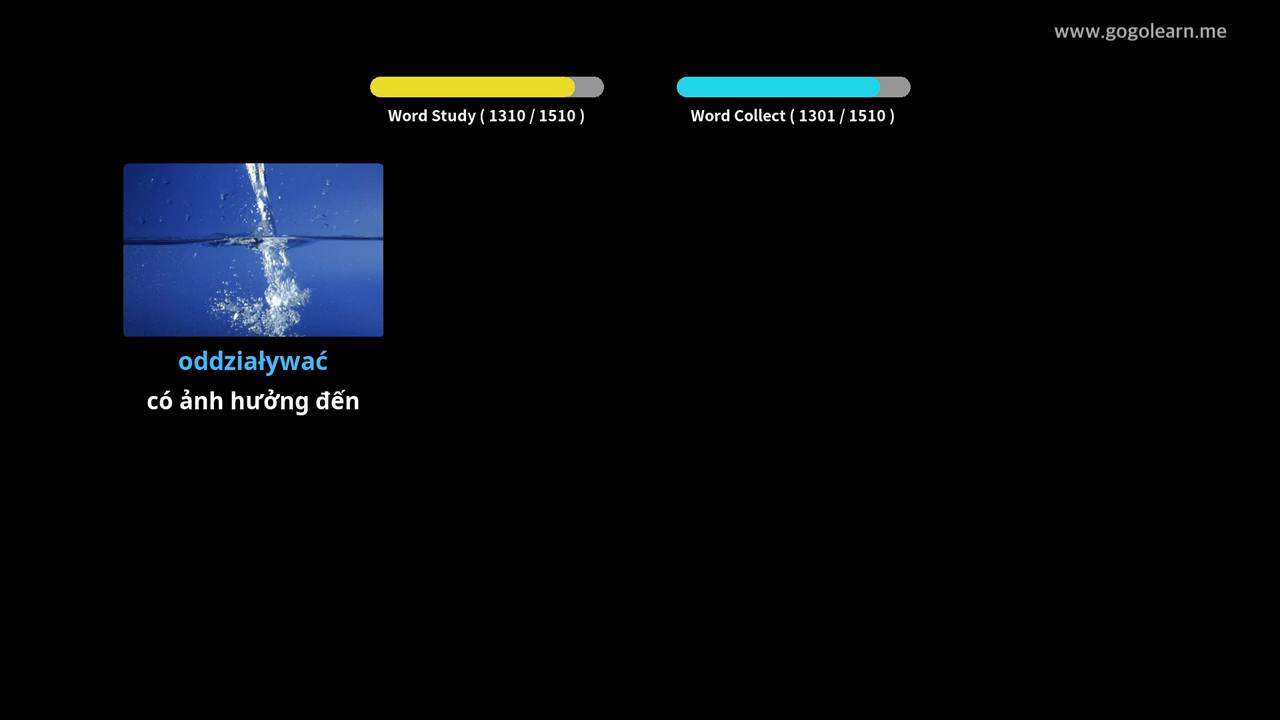 www.gogolearn.me
Word Study ( 1310 / 1510 )
Word Collect ( 1301 / 1510 )
oddziaływać
có ảnh hưởng đến